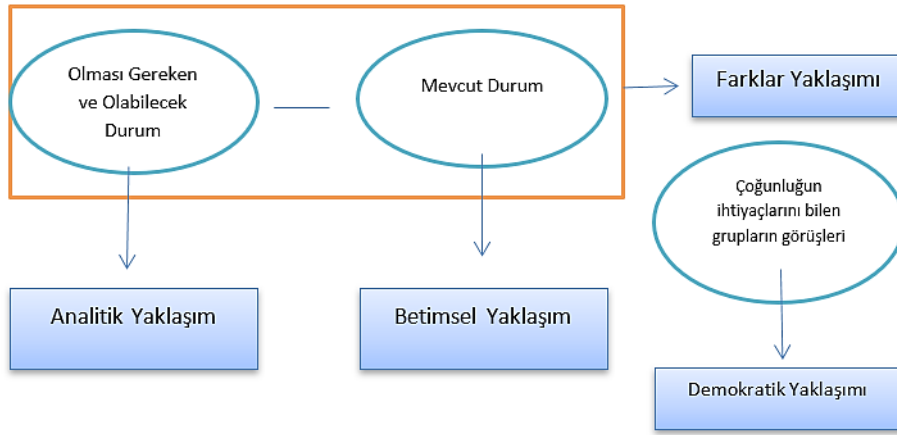 Olması Gereken
ve Olabilecek
Durum
Mevcut Durum
Farklar Yaklaşımı
Çoğunluğun
ihtiyaçlarını bilen
grupların görüşleri
Analitik Yaklaşım
Betimsel Yaklaşım
Demokratik Yaklaşımı